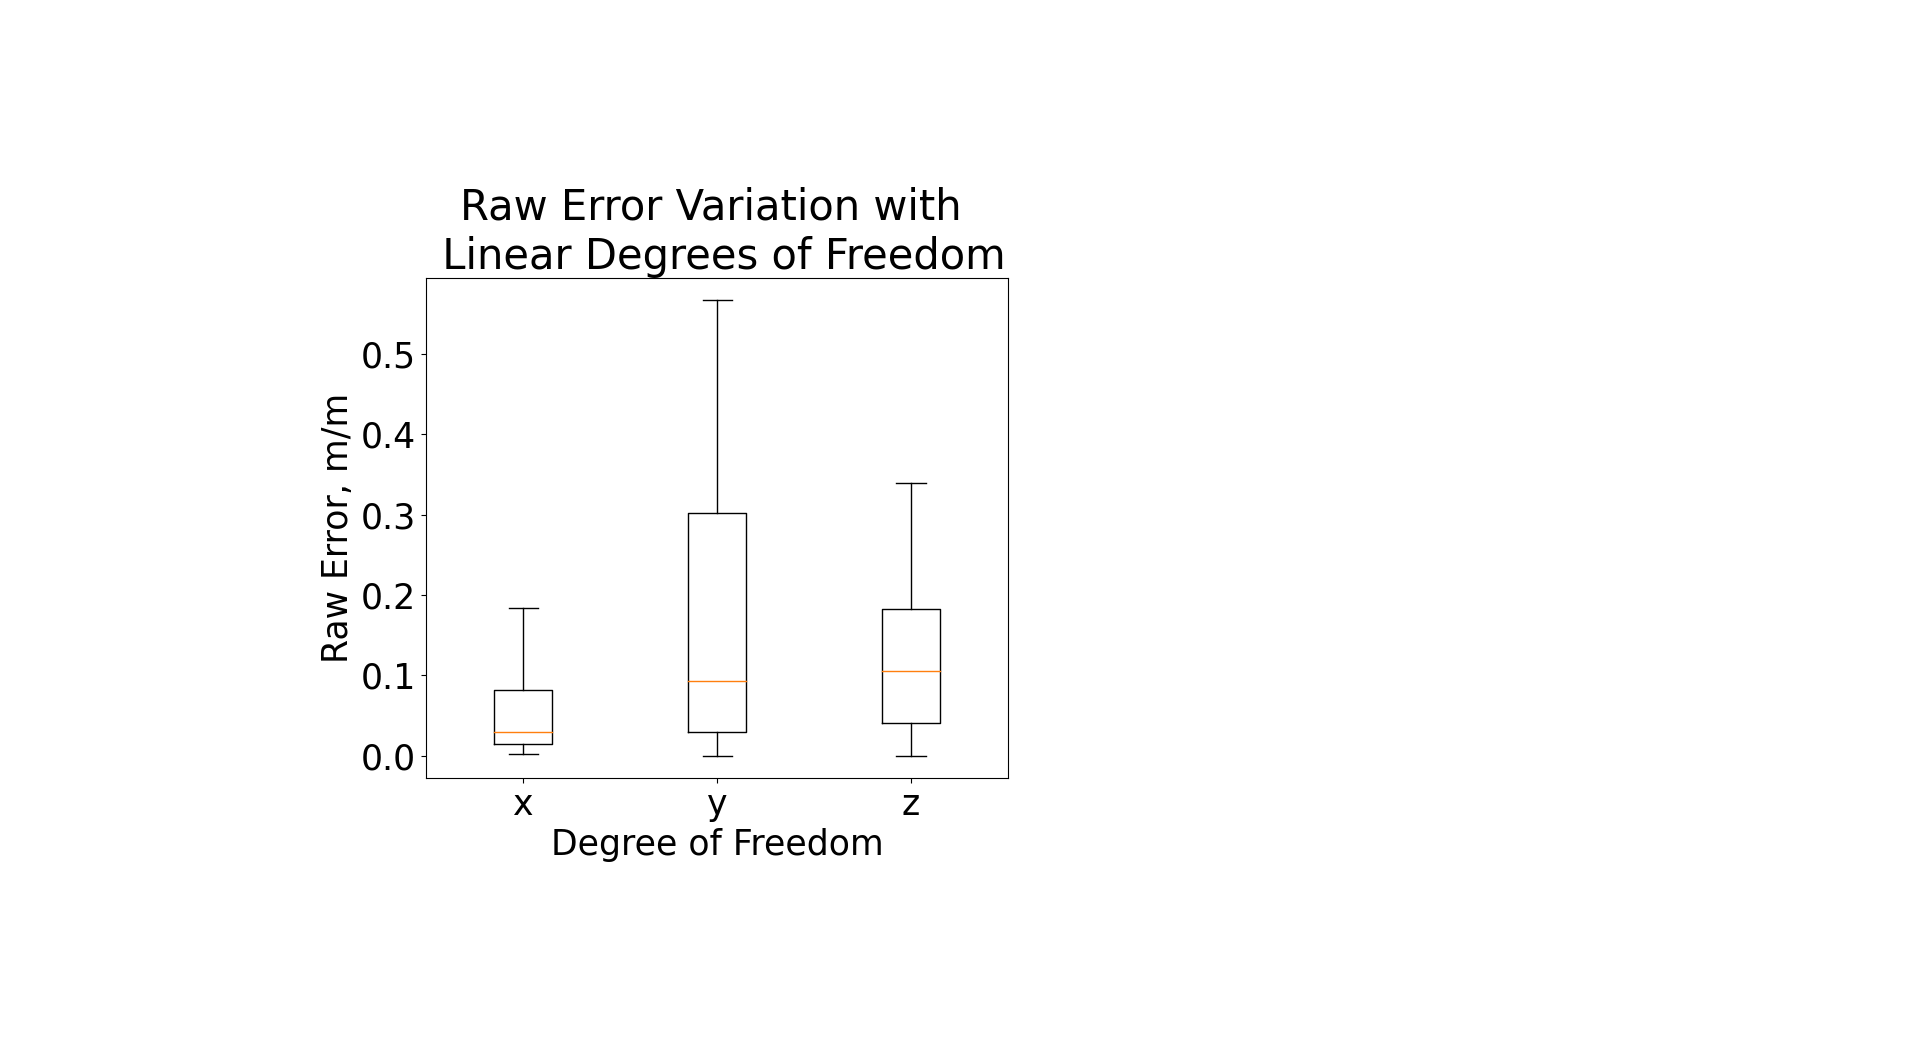 Raw Error Variation with
Linear Degrees of Freedom
Raw Error, m/m
0.5
0.4
0.3
0.2
0.1
0.0
x y z
Degree of Freedom